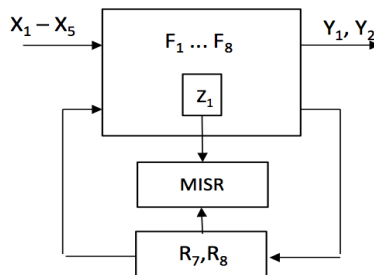 X₁ – X₅
F₁ ... F₈
Y₁, Y₂
Z₁
MISR
R₇,R₈